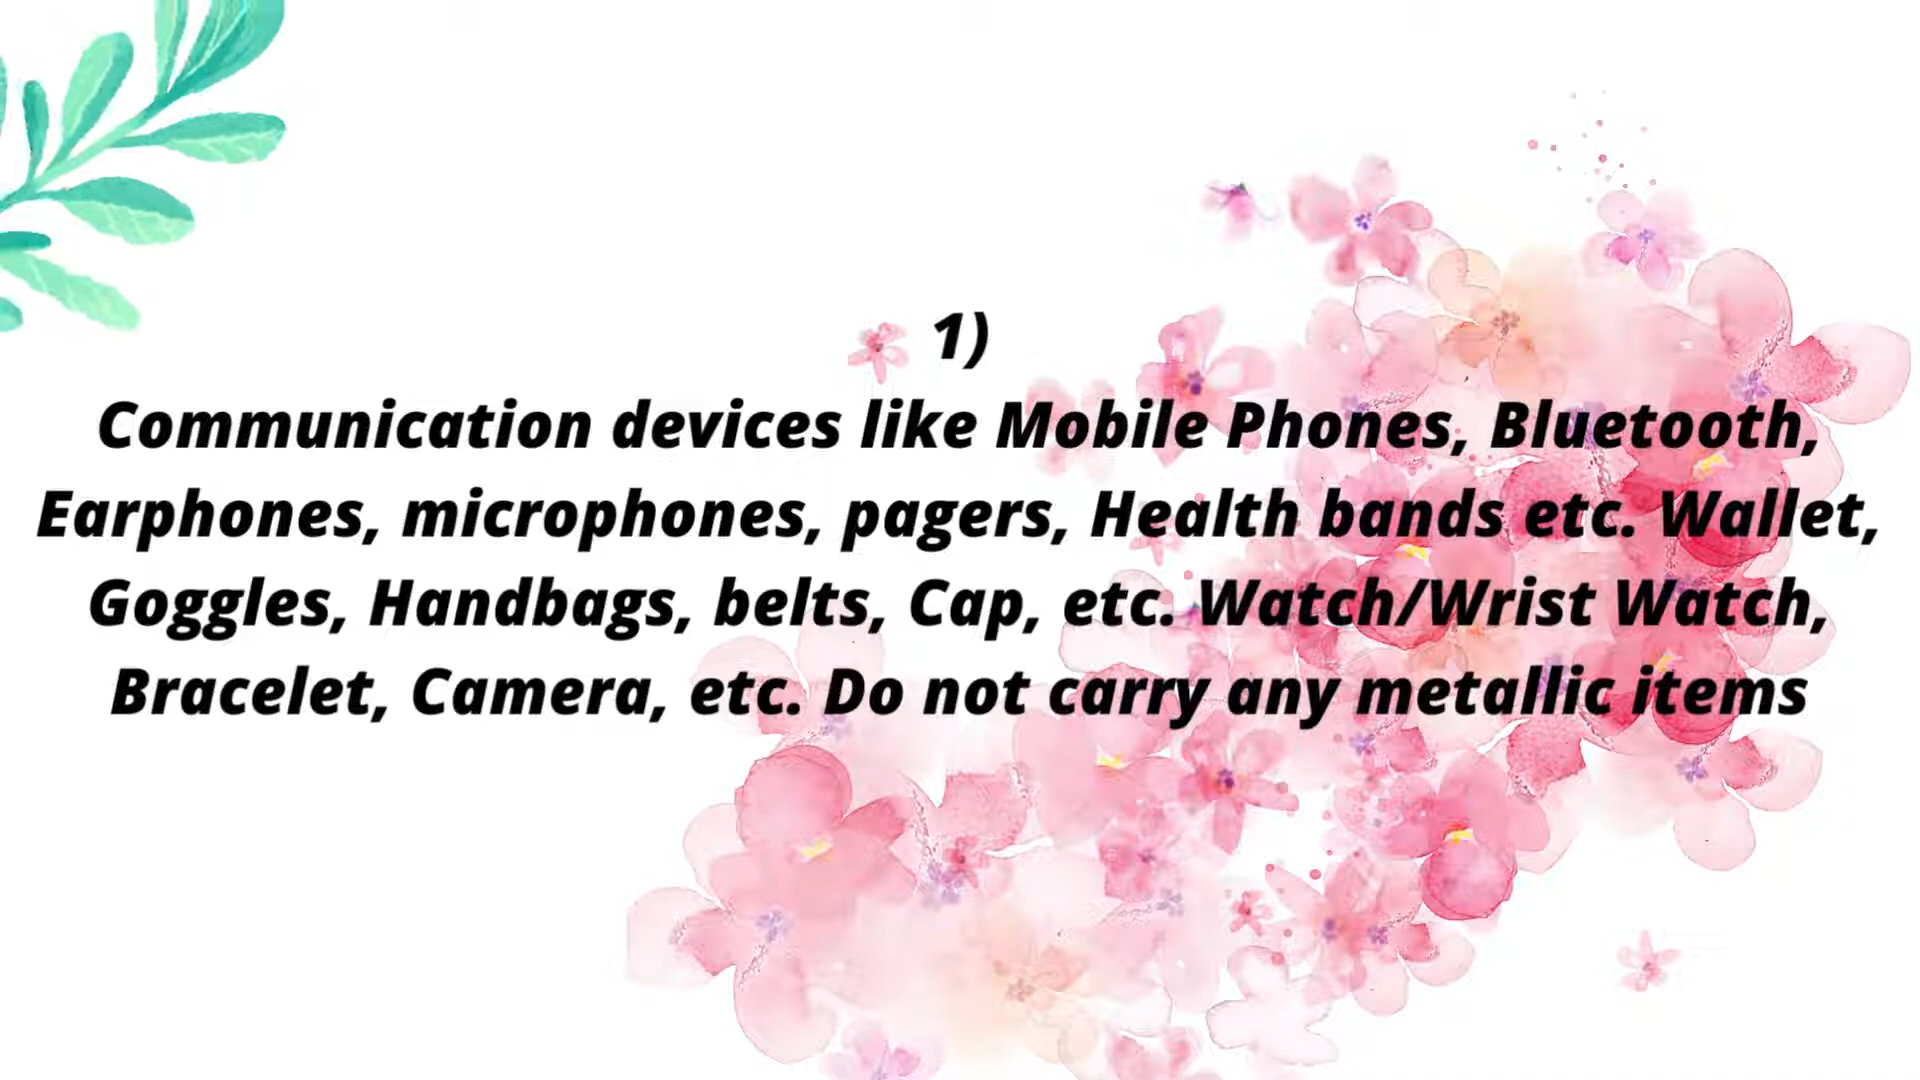 1)
Communication devices like Mobile Phones, Bluetooth,
Earphones, microphones, pagers, Health bands etc. Wallet,
Goggles, Handbags, belts, Cap, etc. Watch/Wrist Watch,
Bracelet, Camera, etc. Do not carry any metallic items